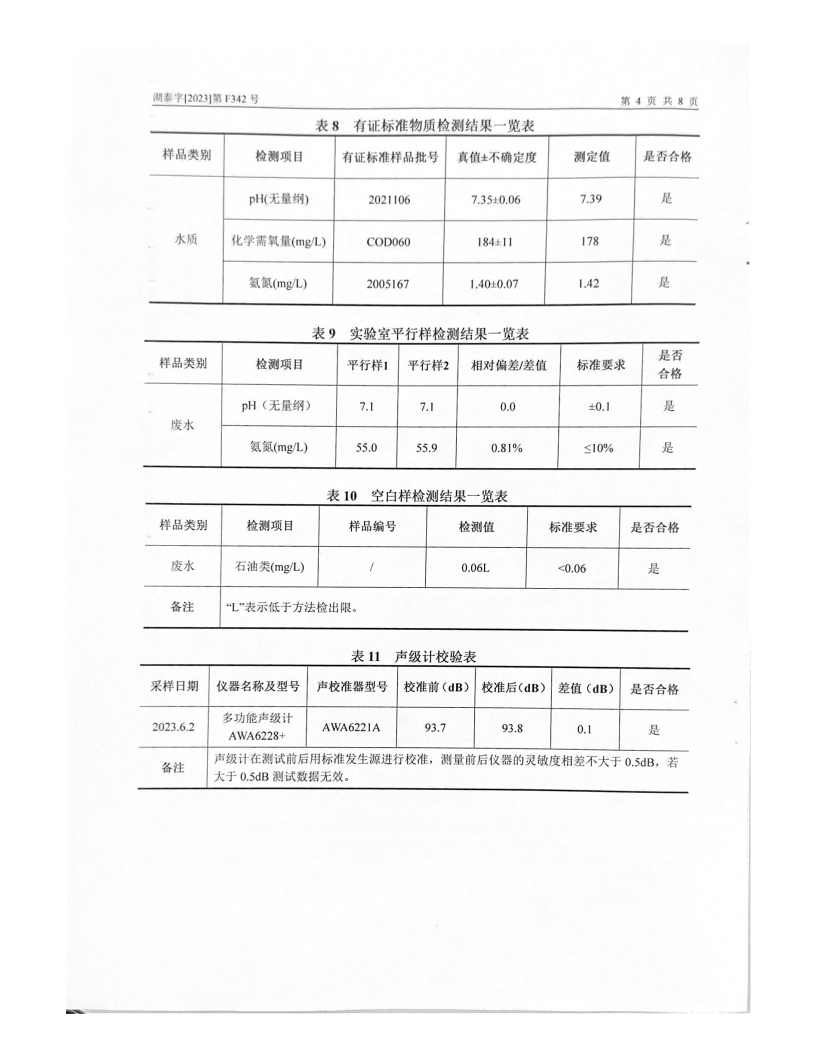 湖泰字[2023]第 F342 号 第 4 页 共 8 页
表 8 有证标准物质检测结果一览表
样品类别 检测项目 有证标准样品批号 真值±不确定度 测定值 是否合格
水质 pH(无量纲) 2021106 7.35±0.06 7.39 是
化学需氧量(mg/L) COD060 184±11 178 是
氨氮(mg/L) 2005167 1.40±0.07 1.42 是
表 9 实验室平行样检测结果一览表
样品类别 检测项目 平行样1 平行样2 相对偏差/差值 标准要求 是否合格
废水 pH（无量纲） 7.1 7.1 0.0 ±0.1 是
氨氮(mg/L) 55.0 55.9 0.81% ≤10% 是
表 10 空白样检测结果一览表
样品类别 检测项目 样品编号 检测值 标准要求 是否合格
废水 石油类(mg/L) / 0.06L <0.06 是
备注 “L”表示低于方法检出限。
表 11 声级计校验表
采样日期 仪器名称及型号 声校准器型号 校准前（dB） 校准后（dB） 差值（dB） 是否合格
2023.6.2 多功能声级计 AWA6228+ AWA6221A 93.7 93.8 0.1 是
备注 声级计在测试前后用标准发生源进行校准，测量前后仪器的灵敏度相差不大于 0.5dB，若
大于 0.5dB 测试数据无效。